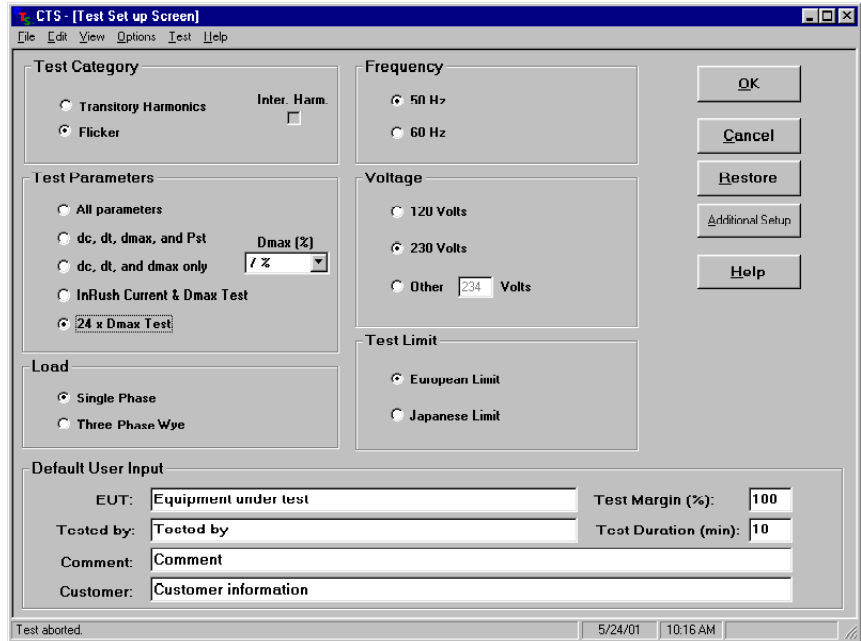 CTS - [Test Set up Screen]
File Edit View Options Test Help
Test Category
Transitory Harmonics
Inter. Harm.
Flicker
Frequency
50 Hz
60 Hz
OK
Cancel
Restore
Additional Setup
Help
Test Parameters
All parameters
dc, dt, dmax, and Pst
Dmax (%)
7 %
dc, dt, and dmax only
InRush Current & Dmax Test
24 x Dmax Test
Voltage
120 Volts
230 Volts
Other 234 Volts
Load
Single Phase
Three Phase Wye
Test Limit
European Limit
Japanese Limit
Default User Input
EUT: Equipment under test
Test Margin (%): 100
Tested by: Tested by
Test Duration (min): 10
Comment: Comment
Customer: Customer information
Test aborted. 5/24/01 10:16 AM